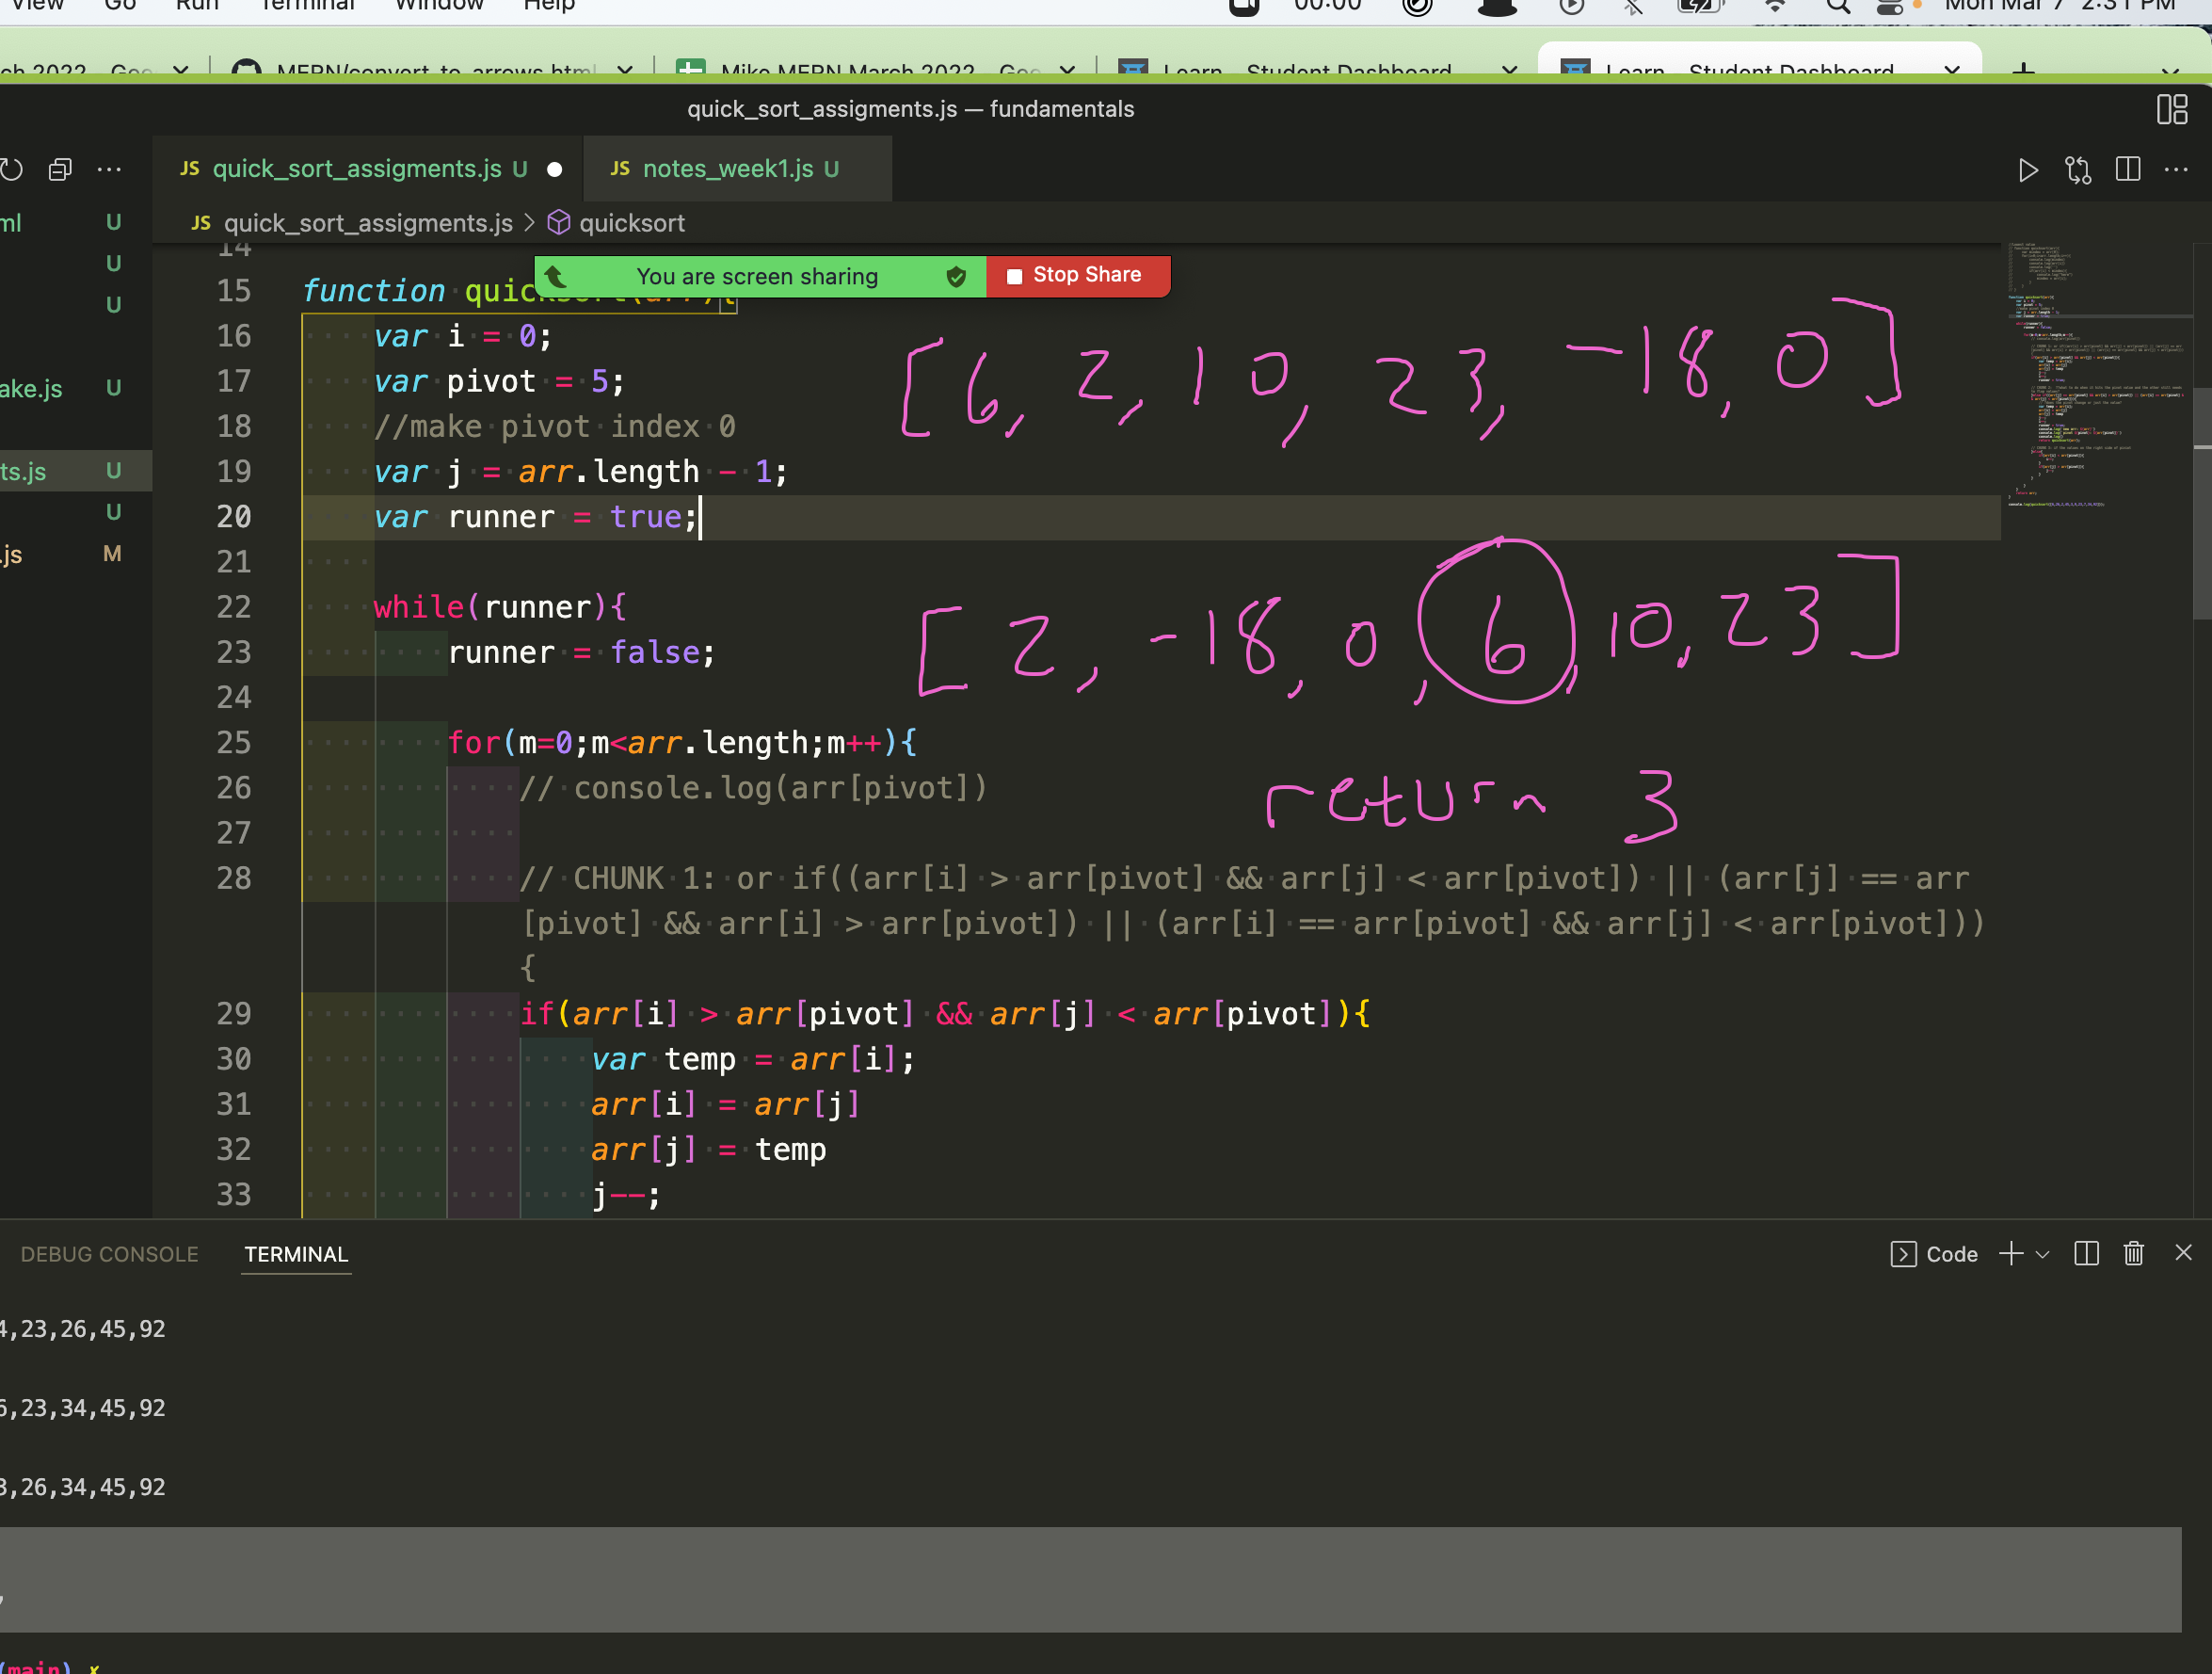 View Go Run Terminal Window Help 00:00 Mon Mar 7 2:31 PM
ch 2022 - Goo MERN/convert_to_arrows.html Mike MERN March 2022 - Goo Learn - Student Dashboard Learn - Student Dashboard
quick_sort_assigments.js — fundamentals
JS quick_sort_assigments.js U JS notes_week1.js U
JS quick_sort_assigments.js > quicksort
ml U
U
U
ake.js U
ts.js U
U
.js M
You are screen sharing Stop Share
14
15 function quicksort(arr){
16 var i = 0;
17 var pivot = 5;
18 //make pivot index 0
19 var j = arr.length - 1;
20 var runner = true;
21
22 while(runner){
23 runner = false;
24
25 for(m=0;m<arr.length;m++){
26 // console.log(arr[pivot])
27
28 // CHUNK 1: or if((arr[i] > arr[pivot] && arr[j] < arr[pivot]) || (arr[j] == arr
[pivot] && arr[i] > arr[pivot]) || (arr[i] == arr[pivot] && arr[j] < arr[pivot]))
{
29 if(arr[i] > arr[pivot] && arr[j] < arr[pivot]){
30 var temp = arr[i];
31 arr[i] = arr[j]
32 arr[j] = temp
33 j--;
[6, 2, 10, 23, -18, 0]
[2, -18, 0, 6, 10, 23]
return 3
DEBUG CONSOLE TERMINAL Code
4,23,26,45,92
6,23,34,45,92
3,26,34,45,92
(main) ✗